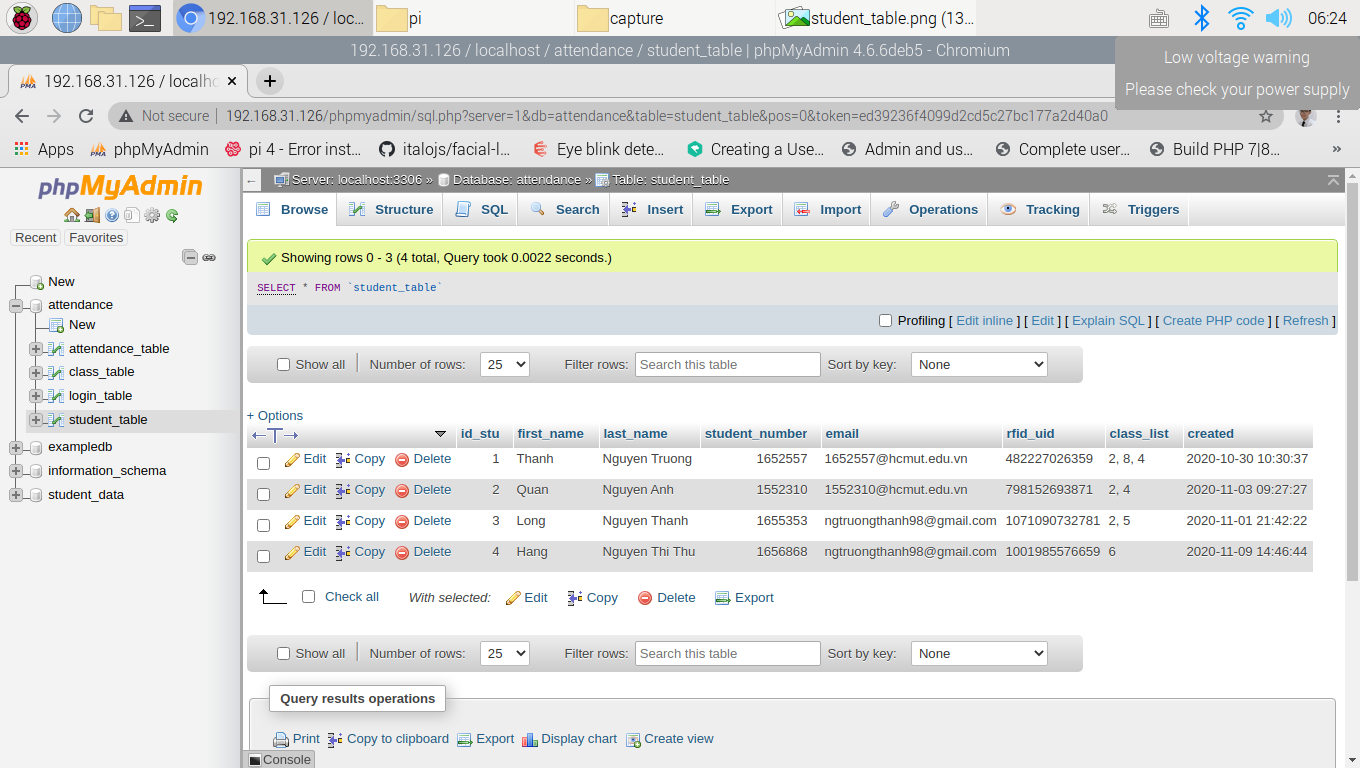 192.168.31.126 / loc...
pi
capture
student_table.png (13...
06:24
192.168.31.126 / localhost / attendance / student_table | phpMyAdmin 4.6.6deb5 - Chromium
Low voltage warning
Please check your power supply
192.168.31.126 / localho
Not secure | 192.168.31.126/phpmyadmin/sql.php?server=1&db=attendance&table=student_table&pos=0&token=ed39236f4099d2cd5c27bc177a2d40a0
Apps
phpMyAdmin
pi 4 - Error inst...
italojs/facial-l...
Eye blink dete...
Creating a Use...
Admin and us...
Complete user...
Build PHP 7|8...
»
phpMyAdmin
Recent
Favorites
New
attendance
New
attendance_table
class_table
login_table
student_table
exampledb
information_schema
student_data
Server: localhost:3306 » Database: attendance » Table: student_table
Browse Structure SQL Search Insert Export Import Operations Tracking Triggers
Showing rows 0 - 3 (4 total, Query took 0.0022 seconds.)
SELECT * FROM `student_table`
Profiling [ Edit inline ] [ Edit ] [ Explain SQL ] [ Create PHP code ] [ Refresh ]
Show all | Number of rows: 25 Filter rows: Search this table Sort by key: None
+ Options
id_stu first_name last_name student_number email rfid_uid class_list created
Edit Copy Delete 1 Thanh Nguyen Truong 1652557 1652557@hcmut.edu.vn 482227026359 2, 8, 4 2020-10-30 10:30:37
Edit Copy Delete 2 Quan Nguyen Anh 1552310 1552310@hcmut.edu.vn 798152693871 2, 4 2020-11-03 09:27:27
Edit Copy Delete 3 Long Nguyen Thanh 1655353 ngtruongthanh98@gmail.com 1071090732781 2, 5 2020-11-01 21:42:22
Edit Copy Delete 4 Hang Nguyen Thi Thu 1656868 ngtruongthanh98@gmail.com 1001985576659 6 2020-11-09 14:46:44
Check all With selected: Edit Copy Delete Export
Show all | Number of rows: 25 Filter rows: Search this table Sort by key: None
Query results operations
Print Copy to clipboard Export Display chart Create view
Console